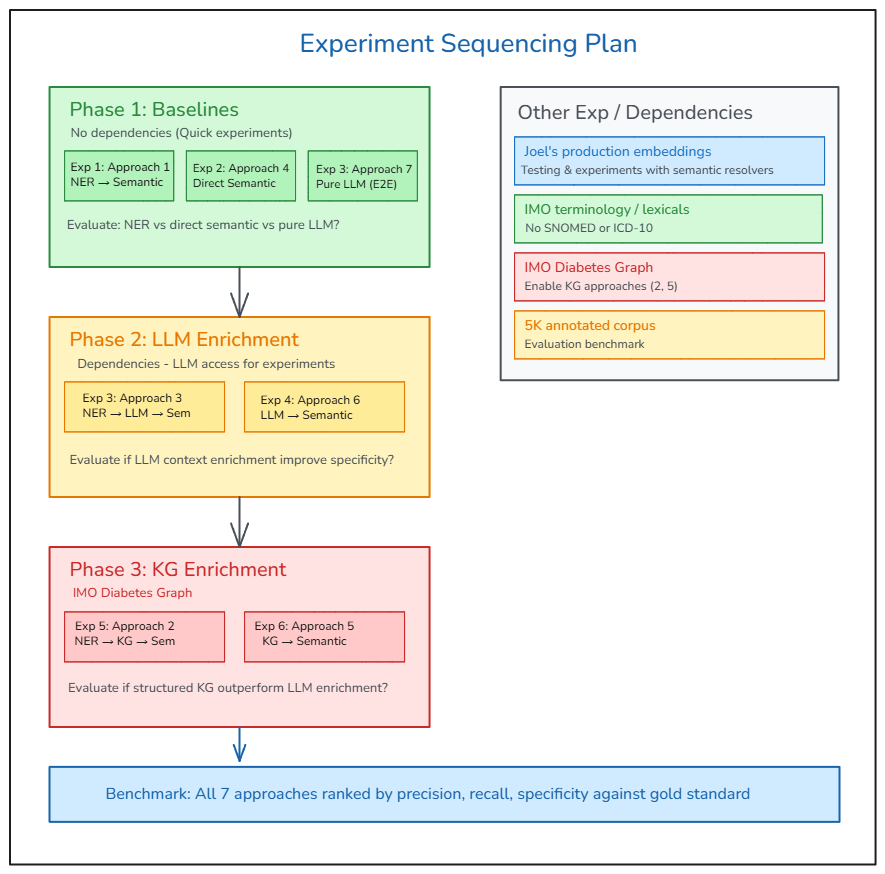 Experiment Sequencing Plan
Phase 1: Baselines
No dependencies (Quick experiments)
Exp 1: Approach 1
NER → Semantic
Exp 2: Approach 4
Direct Semantic
Exp 3: Approach 7
Pure LLM (E2E)
Evaluate: NER vs direct semantic vs pure LLM?
Phase 2: LLM Enrichment
Dependencies - LLM access for experiments
Exp 3: Approach 3
NER → LLM → Sem
Exp 4: Approach 6
LLM → Semantic
Evaluate if LLM context enrichment improve specificity?
Phase 3: KG Enrichment
IMO Diabetes Graph
Exp 5: Approach 2
NER → KG → Sem
Exp 6: Approach 5
KG → Semantic
Evaluate if structured KG outperform LLM enrichment?
Other Exp / Dependencies
Joel's production embeddings
Testing & experiments with semantic resolvers
IMO terminology / lexicals
No SNOMED or ICD-10
IMO Diabetes Graph
Enable KG approaches (2, 5)
5K annotated corpus
Evaluation benchmark
Benchmark: All 7 approaches ranked by precision, recall, specificity against gold standard